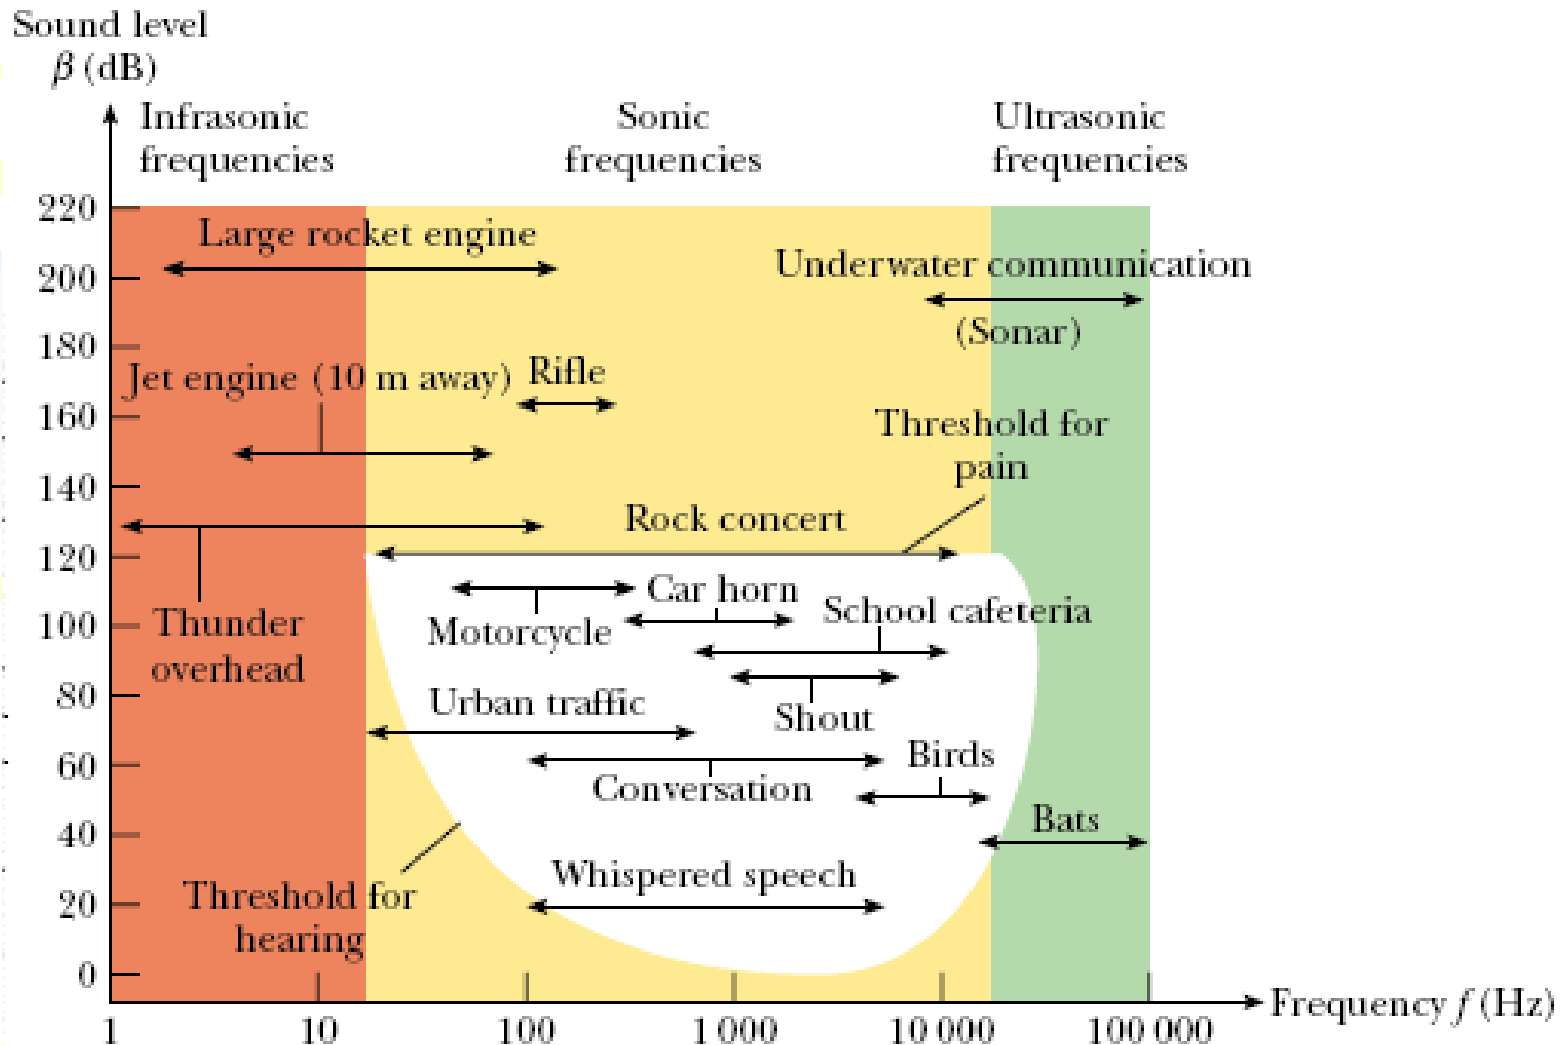 Sound level
β (dB)
Infrasonic
frequencies
Sonic
frequencies
Ultrasonic
frequencies
220
Large rocket engine
Underwater communication
200
(Sonar)
180
Jet engine (10 m away)
Rifle
160
Threshold for
pain
140
Rock concert
120
Car horn
School cafeteria
100
Thunder
overhead
Motorcycle
80
Urban traffic
Shout
60
Birds
Conversation
40
Bats
Whispered speech
20
Threshold for
hearing
0
1
10
100
1 000
10 000
100 000
Frequency f (Hz)